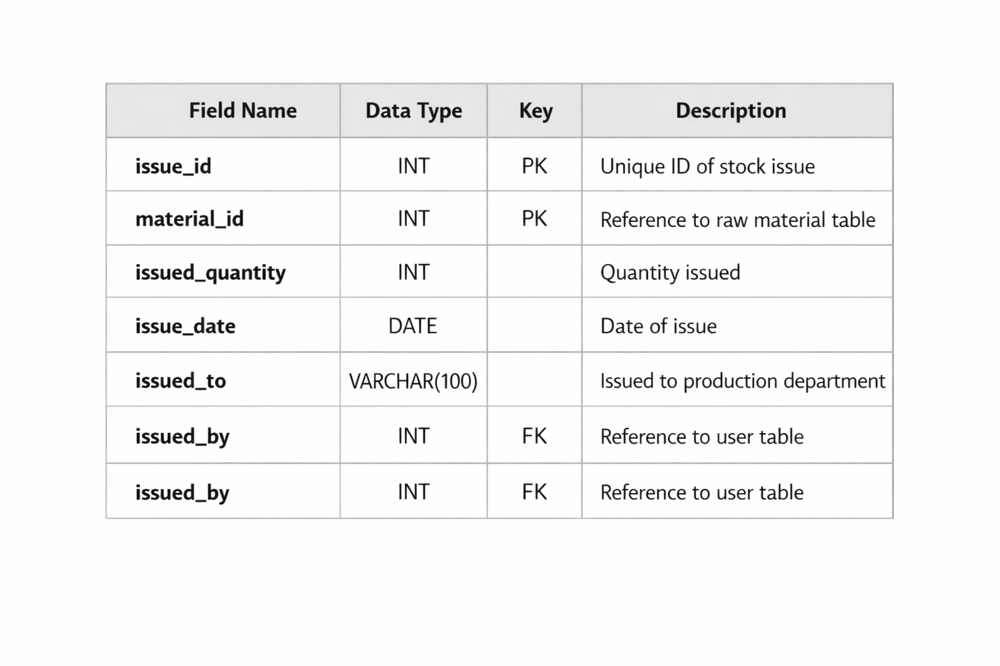 Field Name Data Type Key Description
issue_id INT PK Unique ID of stock issue
material_id INT PK Reference to raw material table
issued_quantity INT Quantity issued
issue_date DATE Date of issue
issued_to VARCHAR(100) Issued to production department
issued_by INT FK Reference to user table
issued_by INT FK Reference to user table